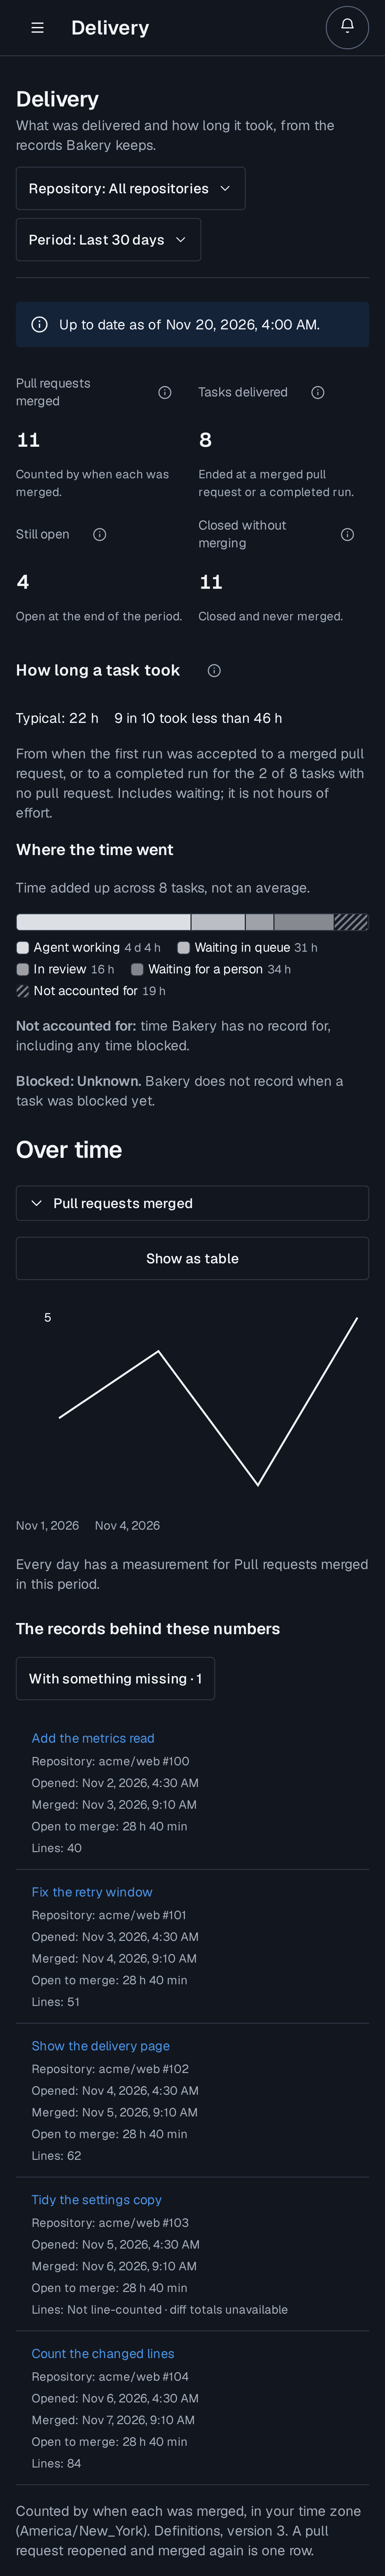 Delivery
Delivery
What was delivered and how long it took, from the
records Bakery keeps.
Repository: All repositories
Period: Last 30 days
Up to date as of Nov 20, 2026, 4:00 AM.
Pull requests
merged
11
Counted by when each was
merged.
Tasks delivered
8
Ended at a merged pull
request or a completed run.
Still open
4
Open at the end of the period.
Closed without
merging
11
Closed and never merged.
How long a task took
Typical: 22 h 9 in 10 took less than 46 h
From when the first run was accepted to a merged pull
request, or to a completed run for the 2 of 8 tasks with
no pull request. Includes waiting; it is not hours of
effort.
Where the time went
Time added up across 8 tasks, not an average.
Agent working 4 d 4 h Waiting in queue 31 h
In review 16 h Waiting for a person 34 h
Not accounted for 19 h
Not accounted for: time Bakery has no record for,
including any time blocked.
Blocked: Unknown. Bakery does not record when a
task was blocked yet.
Over time
Pull requests merged
Show as table
5
Nov 1, 2026 Nov 4, 2026
Every day has a measurement for Pull requests merged
in this period.
The records behind these numbers
With something missing · 1
Add the metrics read
Repository: acme/web #100
Opened: Nov 2, 2026, 4:30 AM
Merged: Nov 3, 2026, 9:10 AM
Open to merge: 28 h 40 min
Lines: 40
Fix the retry window
Repository: acme/web #101
Opened: Nov 3, 2026, 4:30 AM
Merged: Nov 4, 2026, 9:10 AM
Open to merge: 28 h 40 min
Lines: 51
Show the delivery page
Repository: acme/web #102
Opened: Nov 4, 2026, 4:30 AM
Merged: Nov 5, 2026, 9:10 AM
Open to merge: 28 h 40 min
Lines: 62
Tidy the settings copy
Repository: acme/web #103
Opened: Nov 5, 2026, 4:30 AM
Merged: Nov 6, 2026, 9:10 AM
Open to merge: 28 h 40 min
Lines: Not line-counted · diff totals unavailable
Count the changed lines
Repository: acme/web #104
Opened: Nov 6, 2026, 4:30 AM
Merged: Nov 7, 2026, 9:10 AM
Open to merge: 28 h 40 min
Lines: 84
Counted by when each was merged, in your time zone
(America/New_York). Definitions, version 3. A pull
request reopened and merged again is one row.